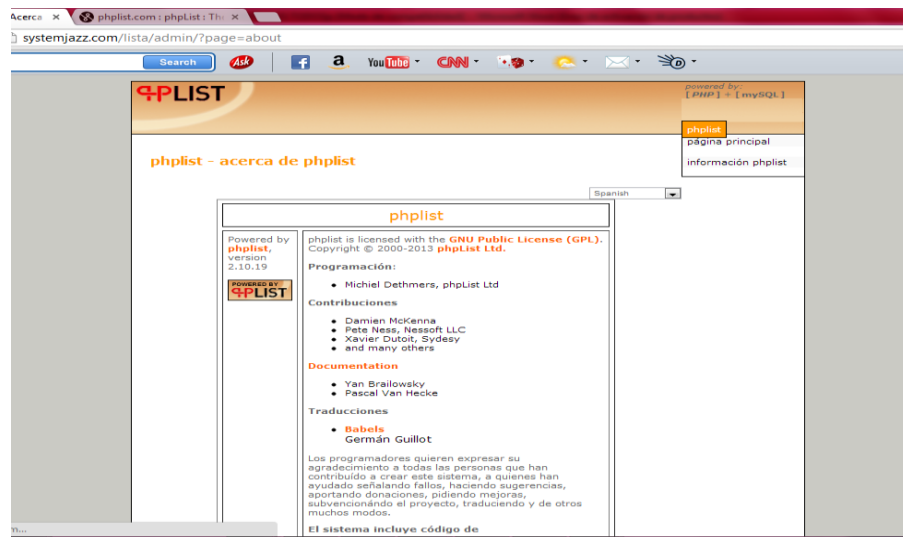 Acerca
phplist.com : phpList : Th
systemjazz.com/lista/admin/?page=about
Search
Ask
You Tube
CNN
PLIST
powered by:
[ PHP ] + [ mySQL ]
phplist
página principal
información phplist
phplist - acerca de phplist
Spanish
phplist
Powered by
phplist,
version
2.10.19
POWERED BY
PLIST
phplist is licensed with the GNU Public License (GPL).
Copyright © 2000-2013 phpList Ltd.
Programación:
Michiel Dethmers, phpList Ltd
Contribuciones
Damien McKenna
Pete Ness, Nessoft LLC
Xavier Dutoit, Sydesy
and many others
Documentation
Yan Brailowsky
Pascal Van Hecke
Traducciones
Babels
Germán Guillot
Los programadores quieren expresar su
agradecimiento a todas las personas que han
contribuído a crear este sistema, a quienes han
ayudado señalando fallos, haciendo sugerencias,
aportando donaciones, pidiendo mejoras,
subvencionándo el proyecto, traduciendo y de otros
muchos modos.
El sistema incluye código de